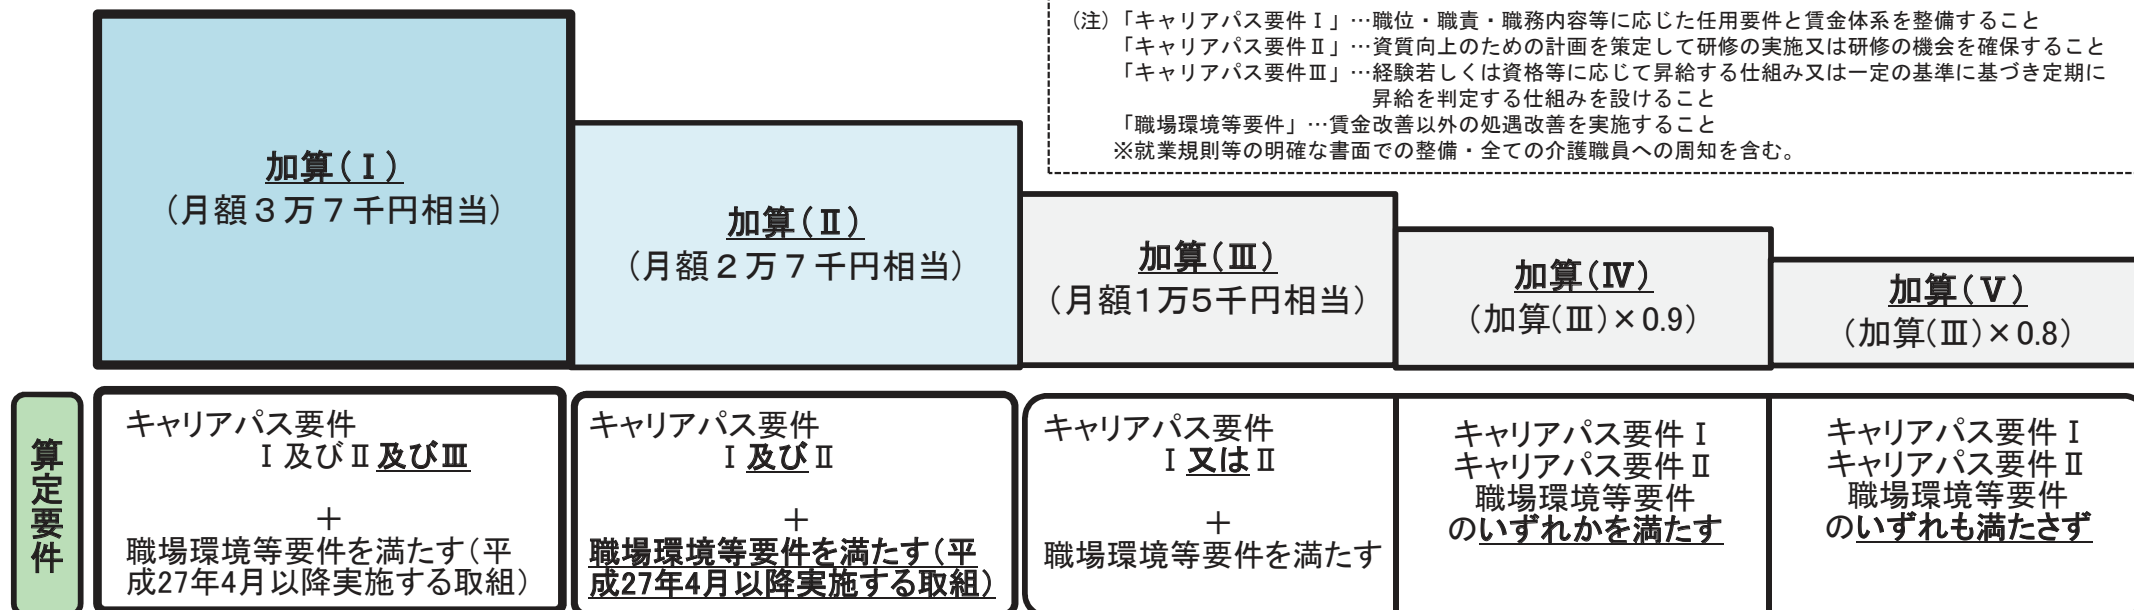 (注)「キャリアパス要件Ⅰ」…職位・職責・職務内容等に応じた任用要件と賃金体系を整備すること
「キャリアパス要件Ⅱ」…資質向上のための計画を策定して研修の実施又は研修の機会を確保すること
「キャリアパス要件Ⅲ」…経験若しくは資格等に応じて昇給する仕組み又は一定の基準に基づき定期に
昇給を判定する仕組みを設けること
「職場環境等要件」…賃金改善以外の処遇改善を実施すること
※就業規則等の明確な書面での整備・全ての介護職員への周知を含む。
加算(Ⅰ)
(月額3万7千円相当)
加算(Ⅱ)
(月額2万7千円相当)
加算(Ⅲ)
(月額1万5千円相当)
加算(Ⅳ)
(加算(Ⅲ)×0.9)
加算(Ⅴ)
(加算(Ⅲ)×0.8)
算定要件
キャリアパス要件
Ⅰ及びⅡ及びⅢ
+
職場環境等要件を満たす(平
成27年4月以降実施する取組)
キャリアパス要件
Ⅰ及びⅡ
+
職場環境等要件を満たす(平
成27年4月以降実施する取組)
キャリアパス要件
Ⅰ又はⅡ
+
職場環境等要件を満たす
キャリアパス要件Ⅰ
キャリアパス要件Ⅱ
職場環境等要件
のいずれかを満たす
キャリアパス要件Ⅰ
キャリアパス要件Ⅱ
職場環境等要件
のいずれも満たさず